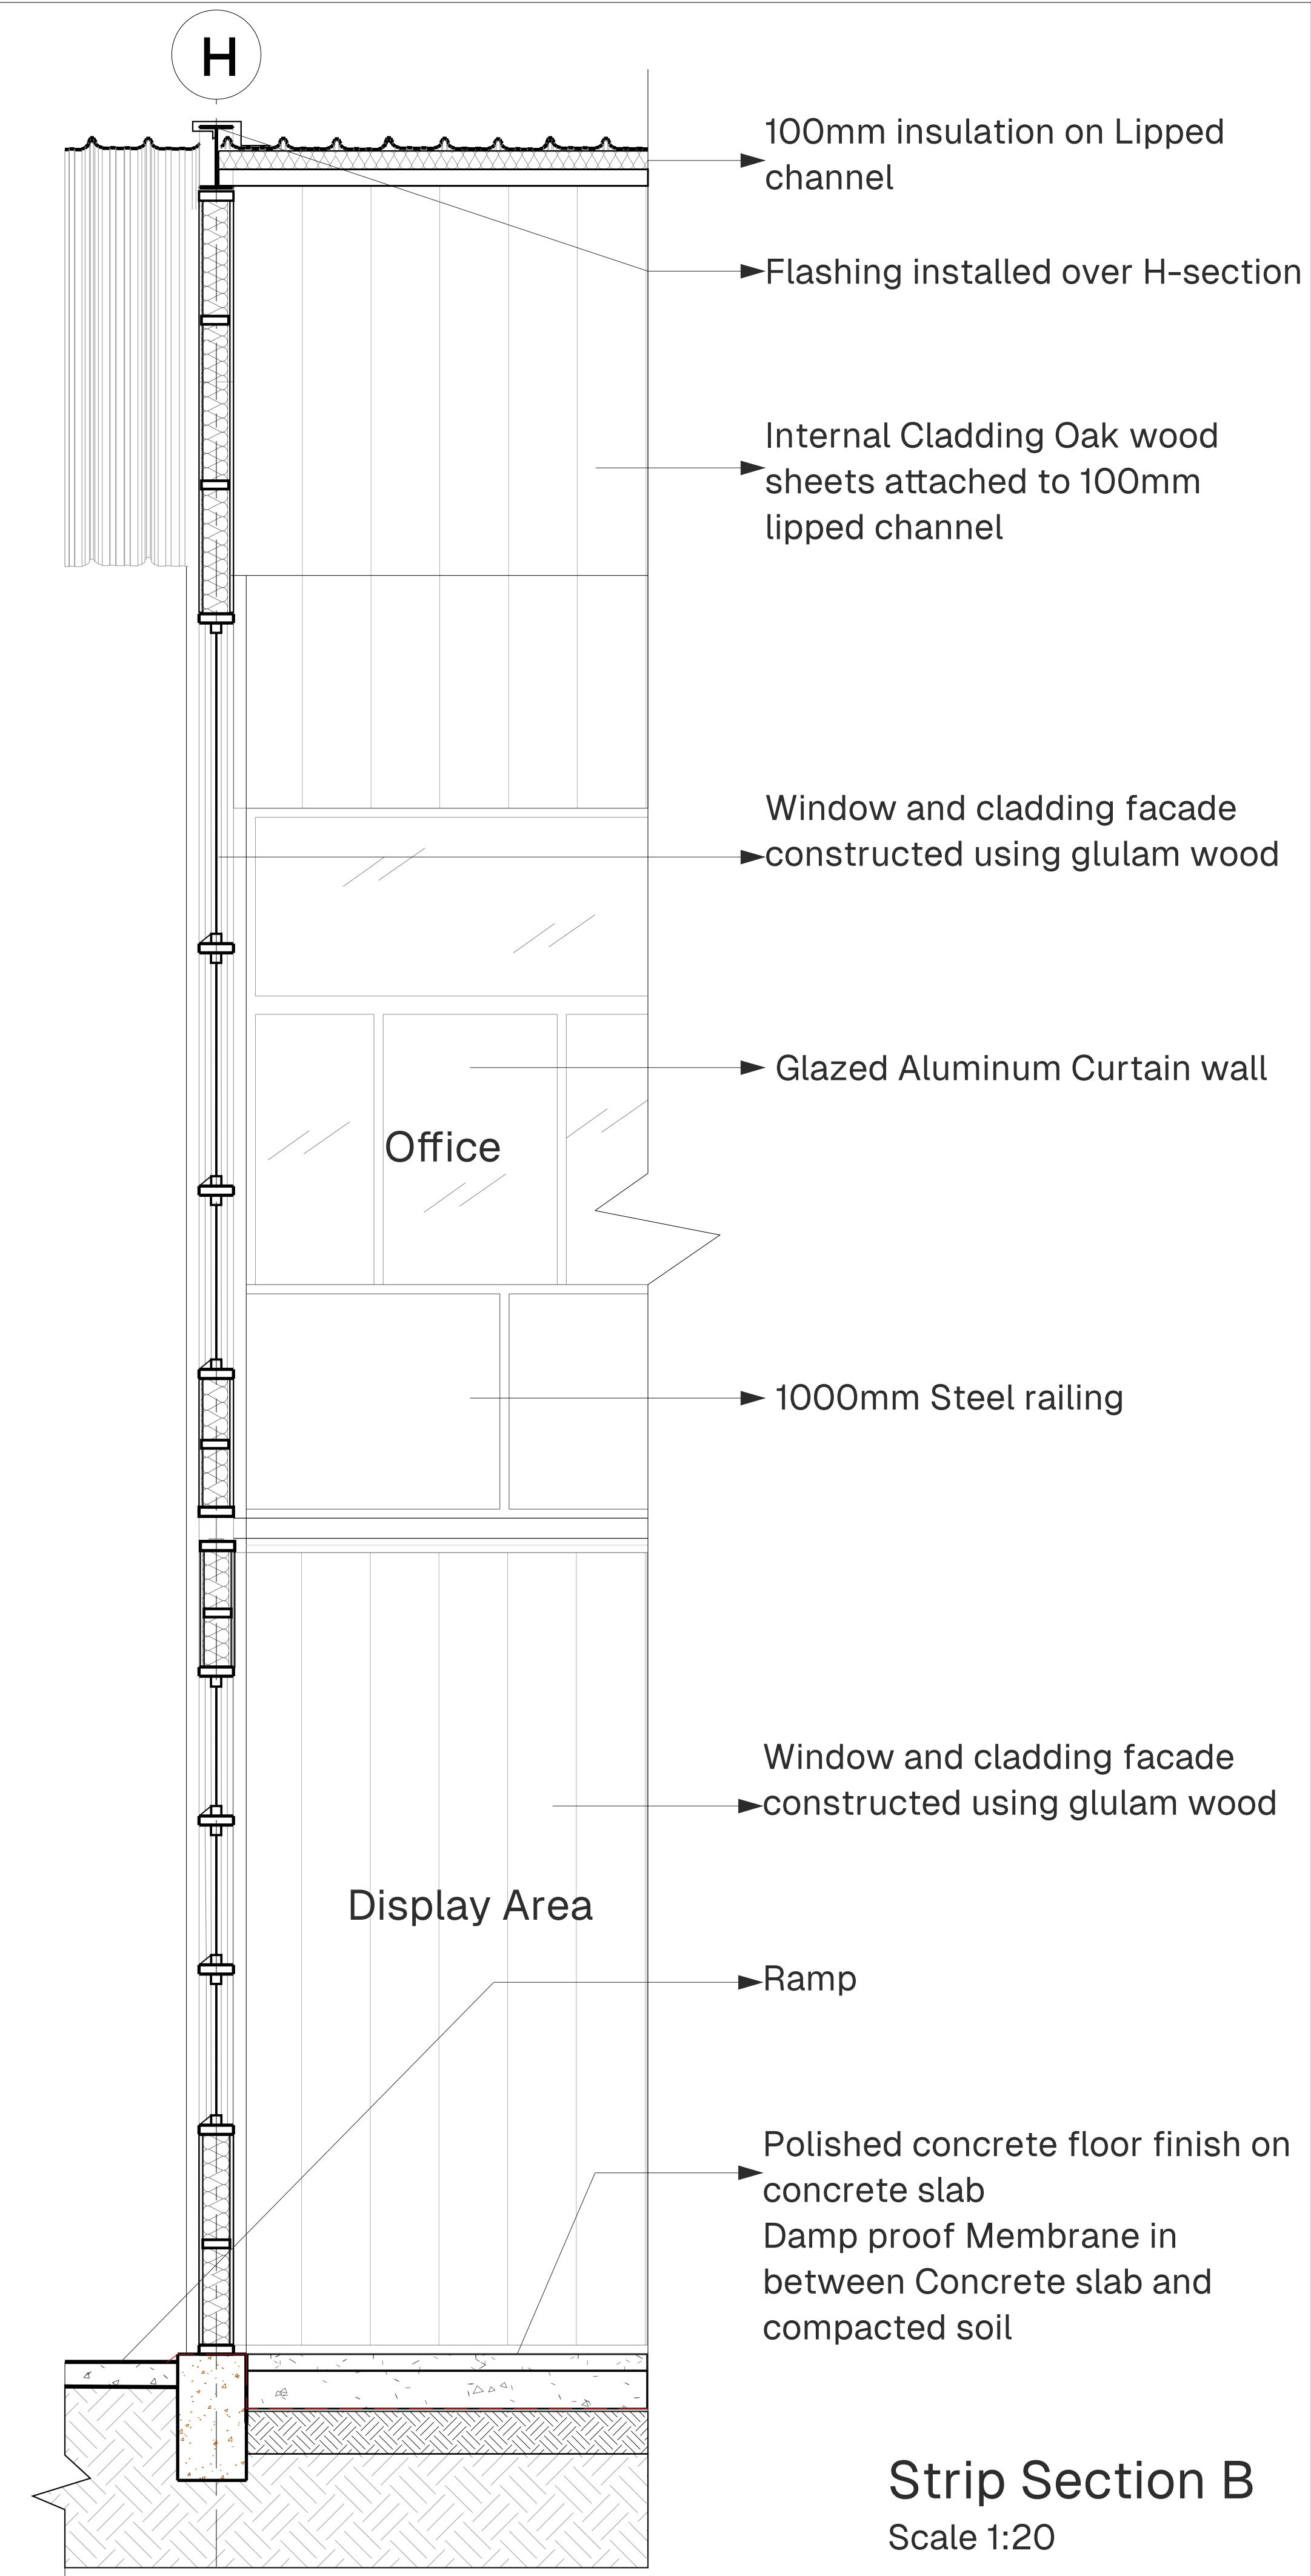 H
100mm insulation on Lipped
channel
Flashing installed over H-section
Internal Cladding Oak wood
sheets attached to 100mm
lipped channel
Window and cladding facade
constructed using glulam wood
Glazed Aluminum Curtain wall
Office
1000mm Steel railing
Window and cladding facade
constructed using glulam wood
Display Area
Ramp
Polished concrete floor finish on
concrete slab
Damp proof Membrane in
between Concrete slab and
compacted soil
Strip Section B
Scale 1:20